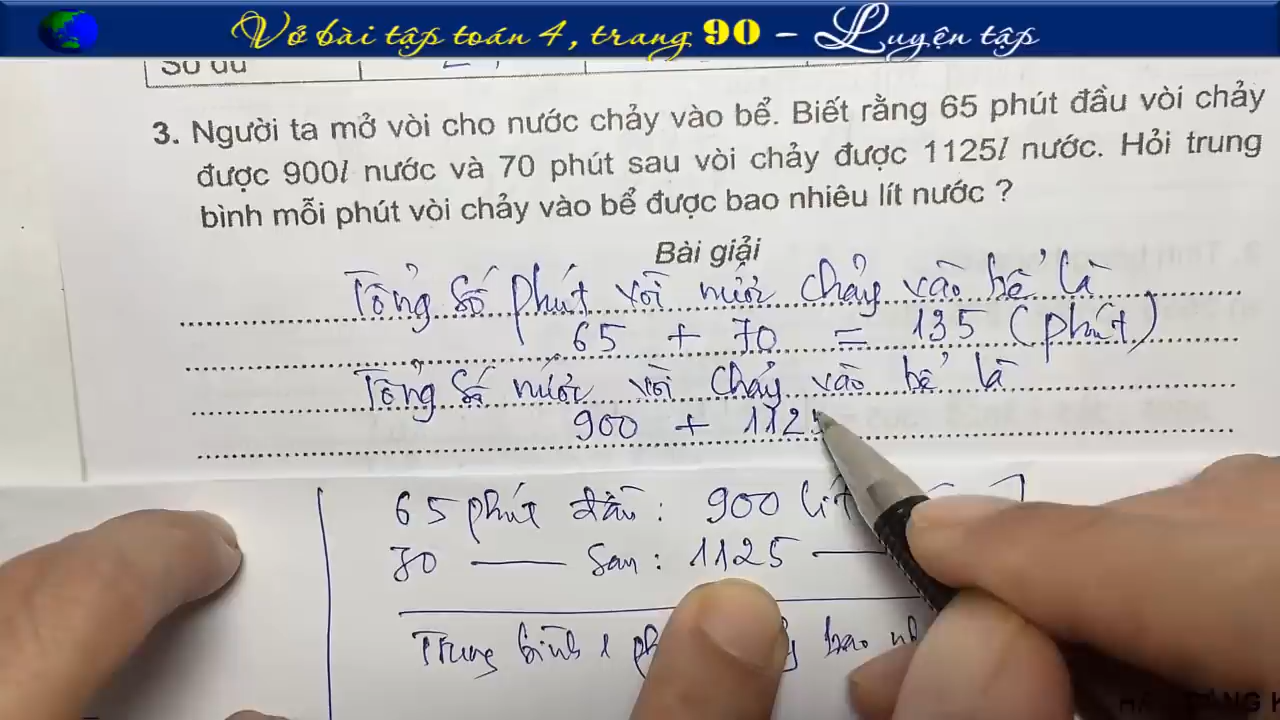 Vở bài tập toán 4, trang 90 – Luyện tập
Số dư
3. Người ta mở vòi cho nước chảy vào bể. Biết rằng 65 phút đầu vòi chảy
được 900l nước và 70 phút sau vòi chảy được 1125l nước. Hỏi trung
bình mỗi phút vòi chảy vào bể được bao nhiêu lít nước ?
Bài giải
Tổng số phút vòi nước chảy vào bể là
65 + 70 = 135 (phút)
Tổng số nước vòi chảy vào bể là
900 + 1125
65 phút đầu : 900 lít
70 — sau : 1125 —
Trung bình 1 bao